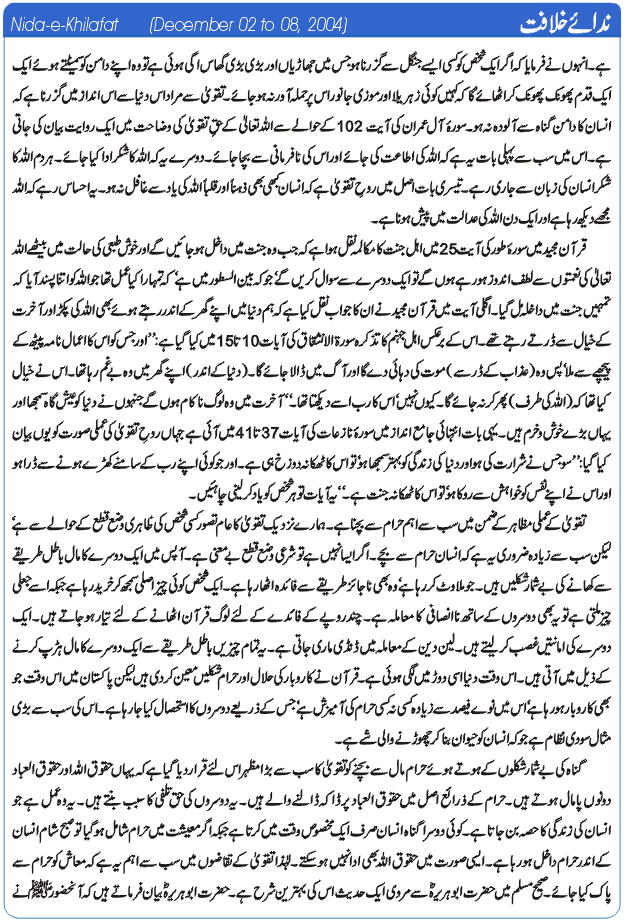 Nida-e-Khilafat (December 02 to 08, 2004) ندائے خلافت
ہے۔ انہوں نے فرمایا کہ اگر ایک شخص کو کسی ایسے جنگل سے گزرنا ہو جس میں جھاڑیاں اور بڑی بڑی گھاس اگی ہوئی ہے تو وہ اپنے دامن کو سمیٹتے ہوئے ایک
ایک قدم پھونک پھونک کر اٹھائے گا کہ کہیں کوئی زہریلا اور موذی جانور اس پر حملہ آور نہ ہو جائے۔ تقویٰ سے مراد اس دنیا سے اس انداز میں گزرنا ہے کہ
انسان کا دامن گناہ سے آلودہ نہ ہو۔ سورۂ آل عمران کی آیت 102 کے حوالے سے اللہ تعالیٰ کے حق تقویٰ کی وضاحت میں ایک روایت بیان کی جاتی
ہے۔ اس میں سب سے پہلی بات یہ ہے کہ اللہ کی اطاعت کی جائے اور اس کی نافرمانی سے بچا جائے۔ دوسرے یہ کہ اللہ کا شکر ادا کیا جائے۔ ہر دم اللہ کا
شکر انسان کی زبان سے جاری رہے۔ تیسری بات اصل میں روحِ تقویٰ ہے کہ انسان کبھی بھی ذہناً اور قلباً اللہ کی یاد سے غافل نہ ہو۔ یہ احساس رہے کہ اللہ
مجھے دیکھ رہا ہے اور ایک دن اللہ کی عدالت میں پیش ہونا ہے۔
قرآن مجید میں سورۂ طور کی آیت 25 میں اہل جنت کا مکالمہ نقل ہوا ہے کہ جب وہ جنت میں داخل ہو جائیں گے اور خوش طبعی کی حالت میں بیٹھے اللہ
تعالیٰ کی نعمتوں سے لطف اندوز ہو رہے ہوں گے تو ایک دوسرے سے سوال کریں گے‘ جو کہ بین السطور میں ہے‘ کہ تمہارا کیا عمل تھا جو اللہ کو اتنا پسند آیا کہ
تمہیں جنت میں داخلہ مل گیا۔ اگلی آیت میں قرآن مجید نے ان کا جواب نقل کیا ہے کہ ہم دنیا میں اپنے گھر کے اندر رہتے ہوئے بھی اللہ کی پکڑ اور آخرت
کے خیال سے ڈرتے رہتے تھے۔ اس کے برعکس اہل جہنم کا تذکرہ سورۃ الانشقاق کی آیات 10 تا 15 میں کیا گیا ہے: ’’اور جس کو اس کا اعمال نامہ پیٹھ کے
پیچھے سے ملا‘ پس وہ (عذاب کے ڈر سے) موت کی دہائی دے گا اور آگ میں ڈالا جائے گا۔ (دنیا کے اندر) اپنے گھر میں وہ بے غم رہا تھا۔ اس نے خیال
کیا تھا کہ (اللہ کی طرف) پھر کر نہ جائے گا۔ کیوں نہیں‘ اس کا رب اسے دیکھتا تھا۔‘‘ آخرت میں وہ لوگ ناکام ہوں گے جنہوں نے دنیا کو عیش گاہ سمجھا اور
یہاں بڑے خوش و خرم ہیں۔ یہی بات انتہائی جامع انداز میں سورۂ نازعات کی آیات 37 تا 41 میں آئی ہے جہاں روحِ تقویٰ کی عملی صورت کو یوں بیان
کیا گیا: ’’سو جس نے شرارت کی ہو اور دنیا کی زندگی کو بہتر سمجھا ہو‘ تو اس کا ٹھکانہ دوزخ ہی ہے۔ اور جو کوئی اپنے رب کے سامنے کھڑے ہونے سے ڈرا ہو
اور اس نے اپنے نفس کو خواہش سے روکا ہو‘ تو اس کا ٹھکانہ جنت ہے۔‘‘ یہ آیات تو ہر شخص کو یاد کر لینی چاہئیں۔
تقویٰ کے عملی مظاہر کے ضمن میں سب سے اہم حرام سے بچنا ہے۔ ہمارے نزدیک تقویٰ کا عام تصور کسی شخص کی ظاہری وضع قطع کے حوالے سے ہے‘
لیکن سب سے زیادہ ضروری یہ ہے کہ انسان حرام سے بچے۔ اگر ایسا نہیں ہے تو شرعی وضع قطع بے معنی ہے۔ آپس میں ایک دوسرے کا مال باطل طریقے
سے کھانے کی بے شمار شکلیں ہیں۔ جو ملاوٹ کر رہا ہے‘ وہ بھی ناجائز طریقے سے فائدہ اٹھا رہا ہے۔ ایک شخص کوئی چیز اصلی سمجھ کر خرید رہا ہے جبکہ اسے جعلی
چیز ملتی ہے تو یہ بھی دوسروں کے ساتھ ناانصافی کا معاملہ ہے۔ چند روپے کے فائدے کے لئے لوگ قرآن اٹھانے کے لئے تیار ہو جاتے ہیں۔ ایک
دوسرے کی امانتیں غصب کر لیتے ہیں۔ لین دین کے معاملہ میں ڈنڈی ماری جاتی ہے۔ یہ تمام چیزیں باطل طریقے سے ایک دوسرے کا مال ہڑپ کرنے
کے ذیل میں آتی ہیں۔ اس وقت دنیا اسی دوڑ میں لگی ہوئی ہے۔ قرآن نے کاروبار کی حلال اور حرام شکلیں معین کر دی ہیں لیکن پاکستان میں اس وقت جو
بھی کاروبار ہو رہا ہے‘ اس میں نوے فیصد سے زیادہ کسی نہ کسی حرام کی آمیزش ہے‘ جس کے ذریعے دوسروں کا استحصال کیا جا رہا ہے۔ اس کی سب سے بڑی
مثال سودی نظام ہے جو کہ انسان کو حیوان بنا کر چھوڑنے والی شے ہے۔
گناہ کی بے شمار شکلوں کے ہوتے ہوئے حرام مال سے بچنے کو تقویٰ کا سب سے بڑا مظہر اس لئے قرار دیا گیا ہے کہ یہاں حقوق اللہ اور حقوق العباد
دونوں پامال ہوتے ہیں۔ حرام کے ذرائع اصل میں حقوق العباد پر ڈاکہ ڈالنے والے ہیں۔ یہ دوسروں کی حق تلفی کا سبب بنتے ہیں۔ یہ وہ عمل ہے جو
انسان کی زندگی کا حصہ بن جاتا ہے۔ کوئی دوسرا گناہ انسان صرف ایک مخصوص وقت میں کرتا ہے جبکہ اگر معیشت میں حرام شامل ہو گیا تو صبح شام انسان
کے اندر حرام داخل ہو رہا ہے۔ ایسی صورت میں حقوق اللہ بھی ادا نہیں ہو سکتے۔ لہٰذا تقویٰ کے تقاضوں میں سب سے اہم یہ ہے کہ معاش کو حرام سے
پاک کیا جائے۔ صحیح مسلم میں حضرت ابو ہریرہؓ سے مروی ایک حدیث اس کی بہترین شرح ہے۔ حضرت ابو ہریرہؓ بیان فرماتے ہیں کہ آنحضور ﷺ نے